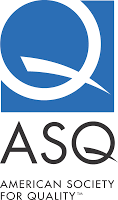 ASQ
AMERICAN SOCIETY
FOR QUALITY™